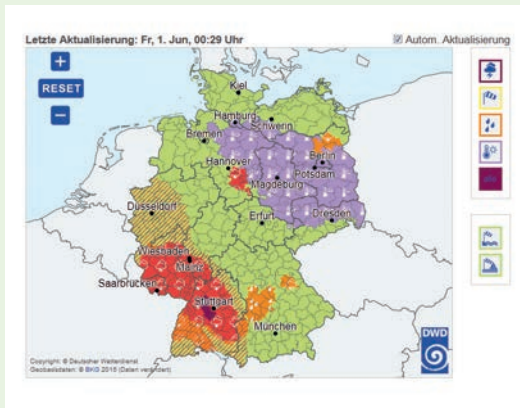 Letzte Aktualisierung: Fr, 1. Jun, 00:29 Uhr
Autom. Aktualisierung
RESET
Kiel
Hamburg
Schwerin
Bremen
Hannover
Berlin
Potsdam
Magdeburg
Düsseldorf
Erfurt
Dresden
Wiesbaden
Mainz
Saarbrücken
Stuttgart
München
DWD
Copyright: © Deutscher Wetterdienst
Geobasisdaten: © BKG 2015 (Daten verändert)